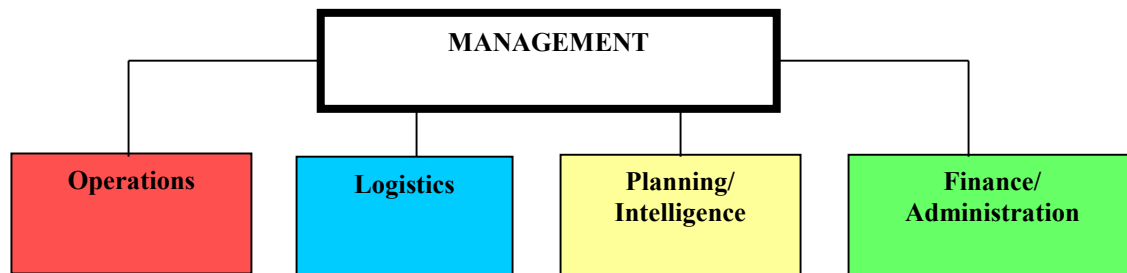 MANAGEMENT
Operations
Logistics
Planning/
Intelligence
Finance/
Administration